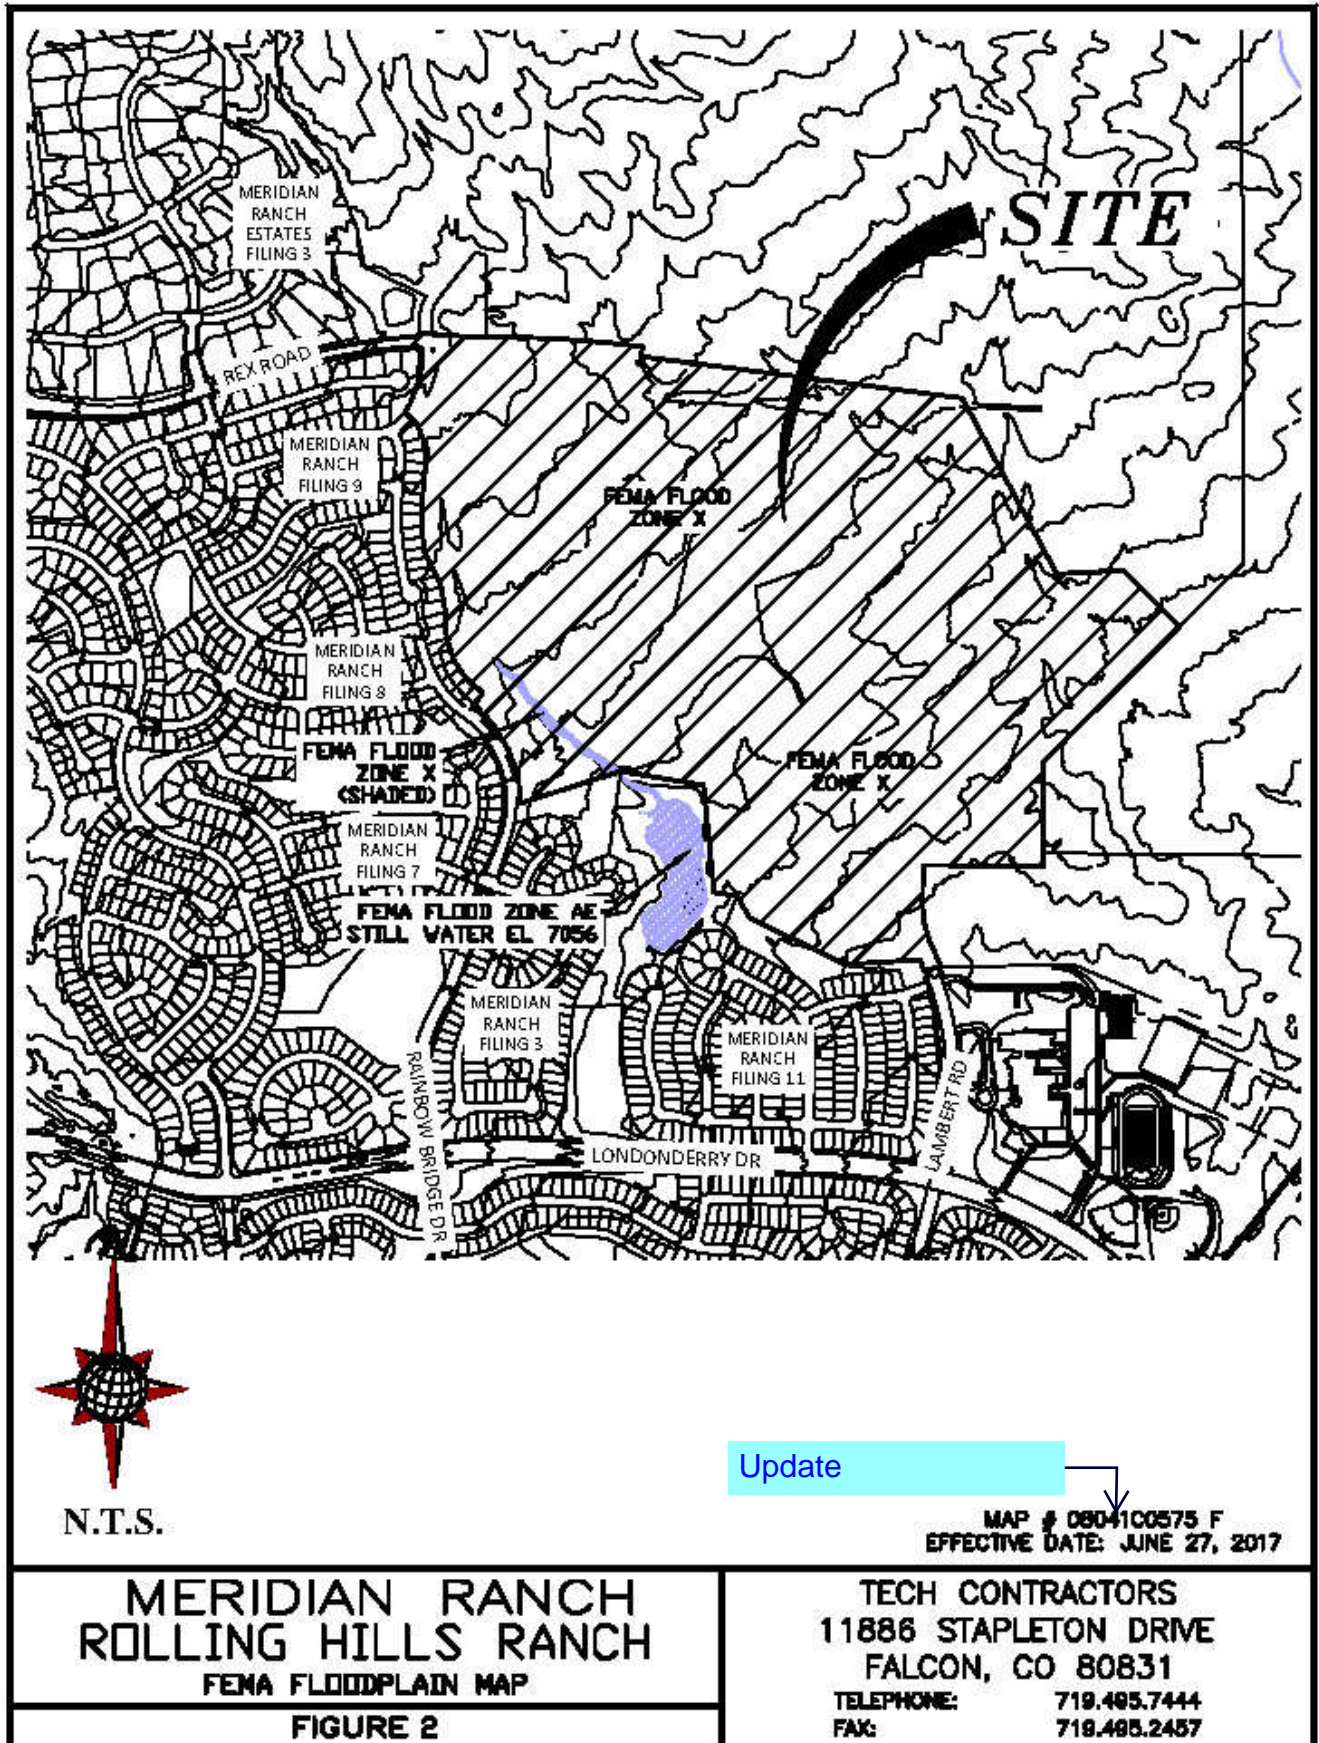 SITE
MERIDIAN
RANCH
ESTATES
FILING 3
REX ROAD
MERIDIAN
RANCH
FILING 9
FEMA FLOOD
ZONE X
MERIDIAN
RANCH
FILING 8
FEMA FLOOD
ZONE X
(SHADED)
FEMA FLOOD
ZONE X
MERIDIAN
RANCH
FILING 7
FEMA FLOOD ZONE AE
STILL WATER EL 7056
MERIDIAN
RANCH
FILING 3
MERIDIAN
RANCH
FILING 11
RAINBOW BRIDGE DR
LAMBERT RD
LONDONDERRY DR
N.T.S.
Update
MAP # 08041C0575 F
EFFECTIVE DATE: JUNE 27, 2017
MERIDIAN RANCH
ROLLING HILLS RANCH
FEMA FLOODPLAIN MAP
FIGURE 2
TECH CONTRACTORS
11886 STAPLETON DRIVE
FALCON, CO 80831
TELEPHONE: 719.495.7444
FAX: 719.495.2457